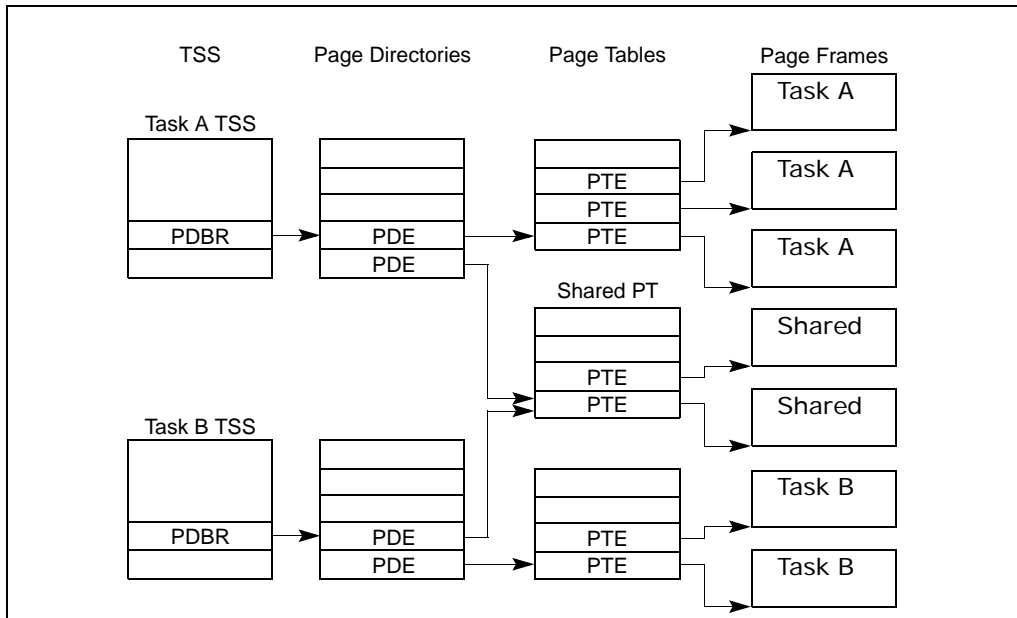 TSS Page Directories Page Tables Page Frames
Task A
Task A TSS
Task A
PTE
PTE
PDBR PDE PTE
Task A
PDE
Shared PT
Shared
PTE
PTE
Shared
Task B TSS
Task B
PDBR PDE PTE
PDE PTE
Task B